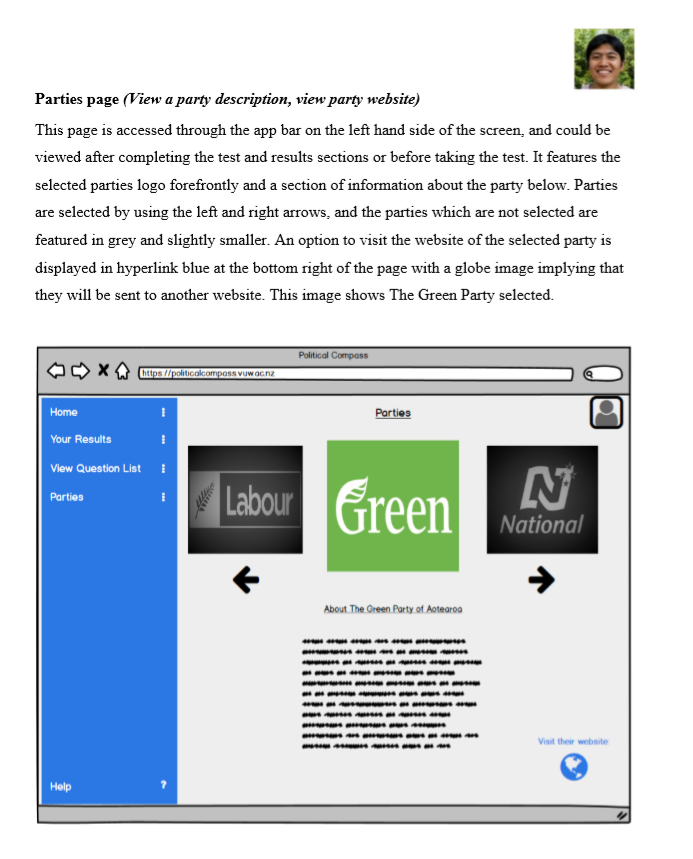 Parties page (View a party description, view party website)
This page is accessed through the app bar on the left hand side of the screen, and could be
viewed after completing the test and results sections or before taking the test. It features the
selected parties logo forefrontly and a section of information about the party below. Parties
are selected by using the left and right arrows, and the parties which are not selected are
featured in grey and slightly smaller. An option to visit the website of the selected party is
displayed in hyperlink blue at the bottom right of the page with a globe image implying that
they will be sent to another website. This image shows The Green Party selected.
Political Compass
https://politicalcompass.vuw.ac.nz
Home
Your Results
View Question List
Parties
Parties
Labour
Green
National
About The Green Party of Aotearoa
Visit their website:
Help ?